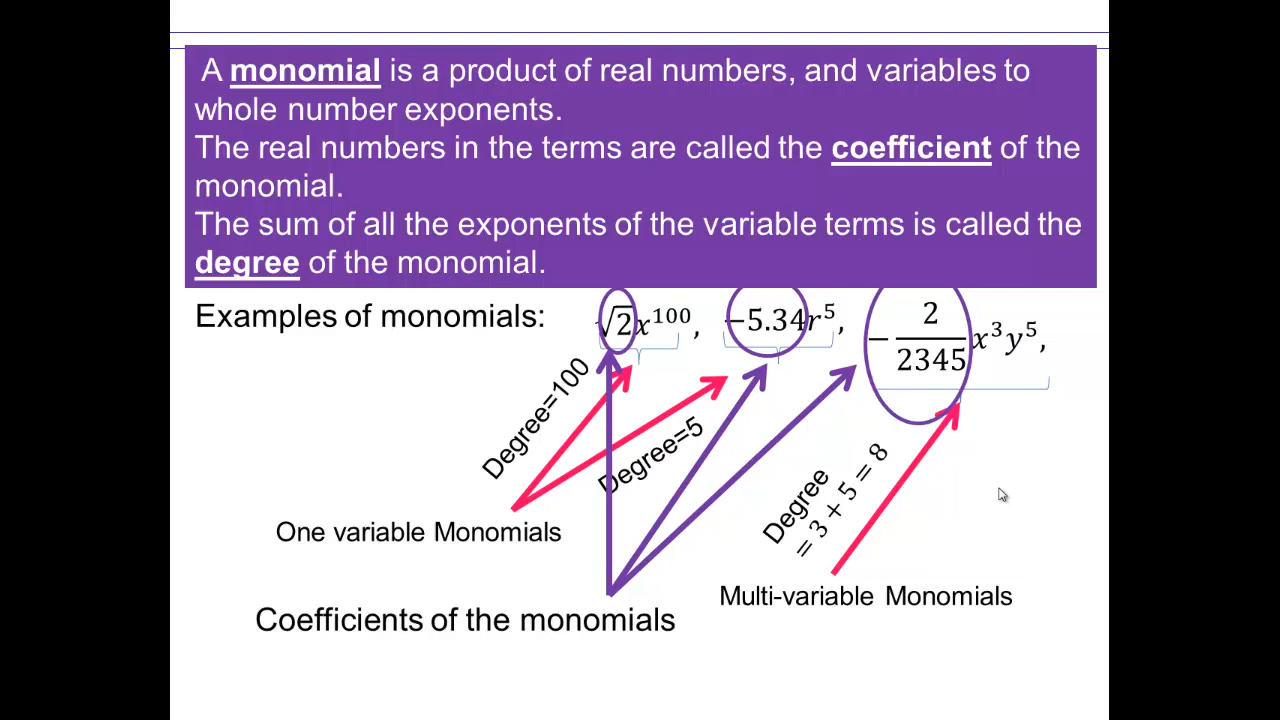 A monomial is a product of real numbers, and variables to
whole number exponents.
The real numbers in the terms are called the coefficient of the
monomial.
The sum of all the exponents of the variable terms is called the
degree of the monomial.
Examples of monomials: √2x¹⁰⁰, −5.34r⁵, −2/2345 x³y⁵,
Degree=100
Degree=5
Degree
= 3 + 5 = 8
One variable Monomials
Multi-variable Monomials
Coefficients of the monomials